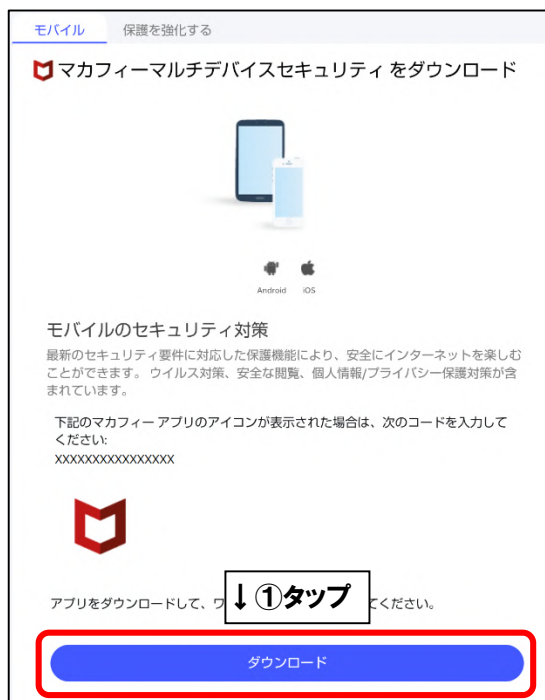 モバイル 保護を強化する
マカフィーマルチデバイスセキュリティ をダウンロード
Android iOS
モバイルのセキュリティ対策
最新のセキュリティ要件に対応した保護機能により、安全にインターネットを楽しむ
ことができます。 ウイルス対策、安全な閲覧、個人情報/プライバシー保護対策が含
まれています。
下記のマカフィー アプリのアイコンが表示された場合は、次のコードを入力して
ください:
XXXXXXXXXXXXXXXX
↓①タップ
アプリをダウンロードして、 てください。
ダウンロード